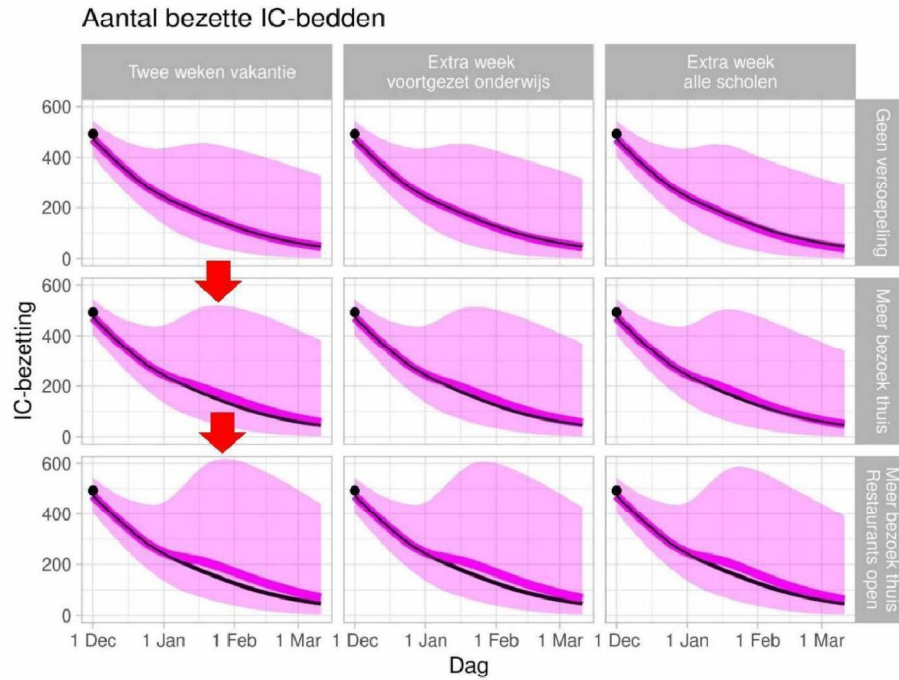 Aantal bezette IC-bedden
Twee weken vakantie
Extra week
voortgezet onderwijs
Extra week
alle scholen
600
400
200
0
Geen versoepeling
600
400
200
0
Meer bezoek thuis
600
400
200
0
Meer bezoek thuis
Restaurants open
IC-bezetting
1 Dec
1 Jan
1 Feb
1 Mar
1 Dec
1 Jan
1 Feb
1 Mar
1 Dec
1 Jan
1 Feb
1 Mar
Dag